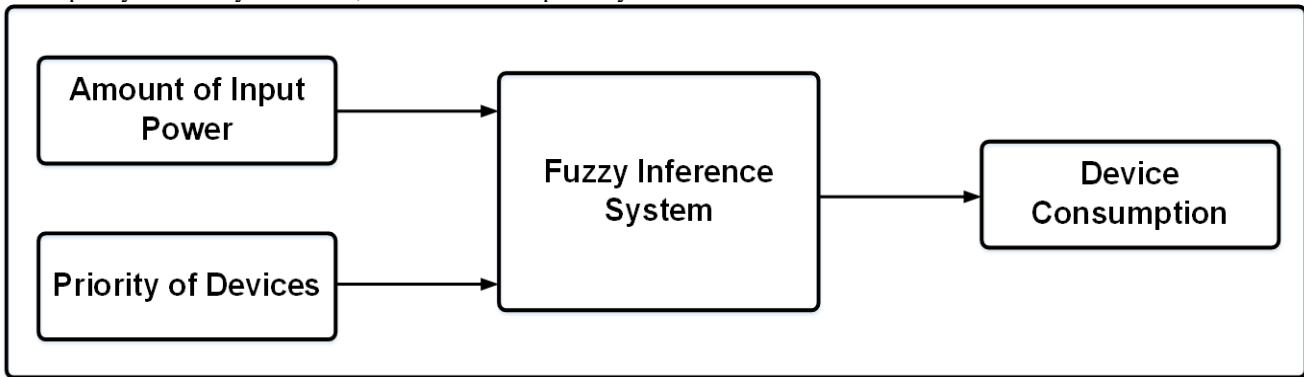 Amount of Input
Power
Priority of Devices
Fuzzy Inference
System
Device
Consumption